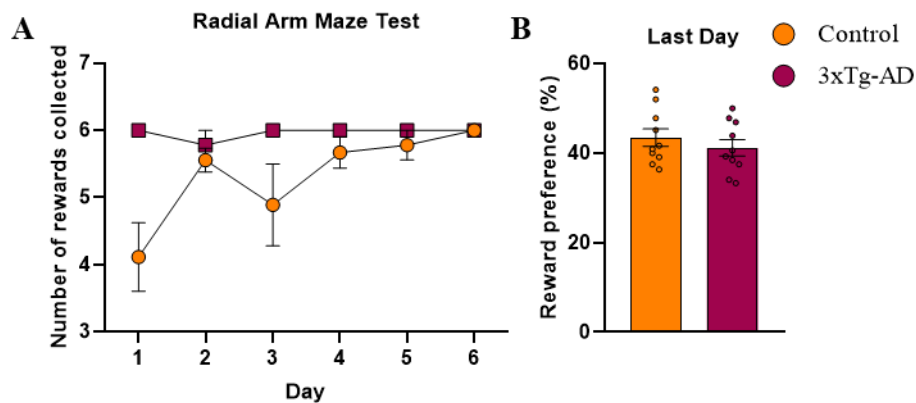 A
Radial Arm Maze Test
Number of rewards collected
7
6
5
4
3
1 2 3 4 5 6
Day
B
Last Day
Reward preference (%)
60
40
20
0
Control
3xTg-AD